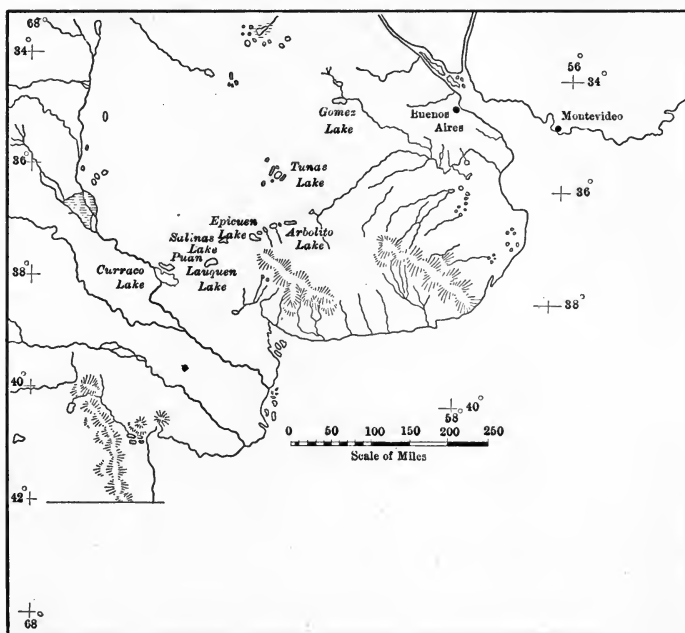 68°
34°
56
34°
Gomez
Lake
Buenos
Aires
Montevideo
36°
Tunas
Lake
36°
Epicuen
Lake
Arbolito
Lake
Salinas
Lake
Puan
Lauquen
Lake
Curraco
Lake
38°
38°
40°
40°
58°
0 50 100 150 200 250
Scale of Miles
42°
68°